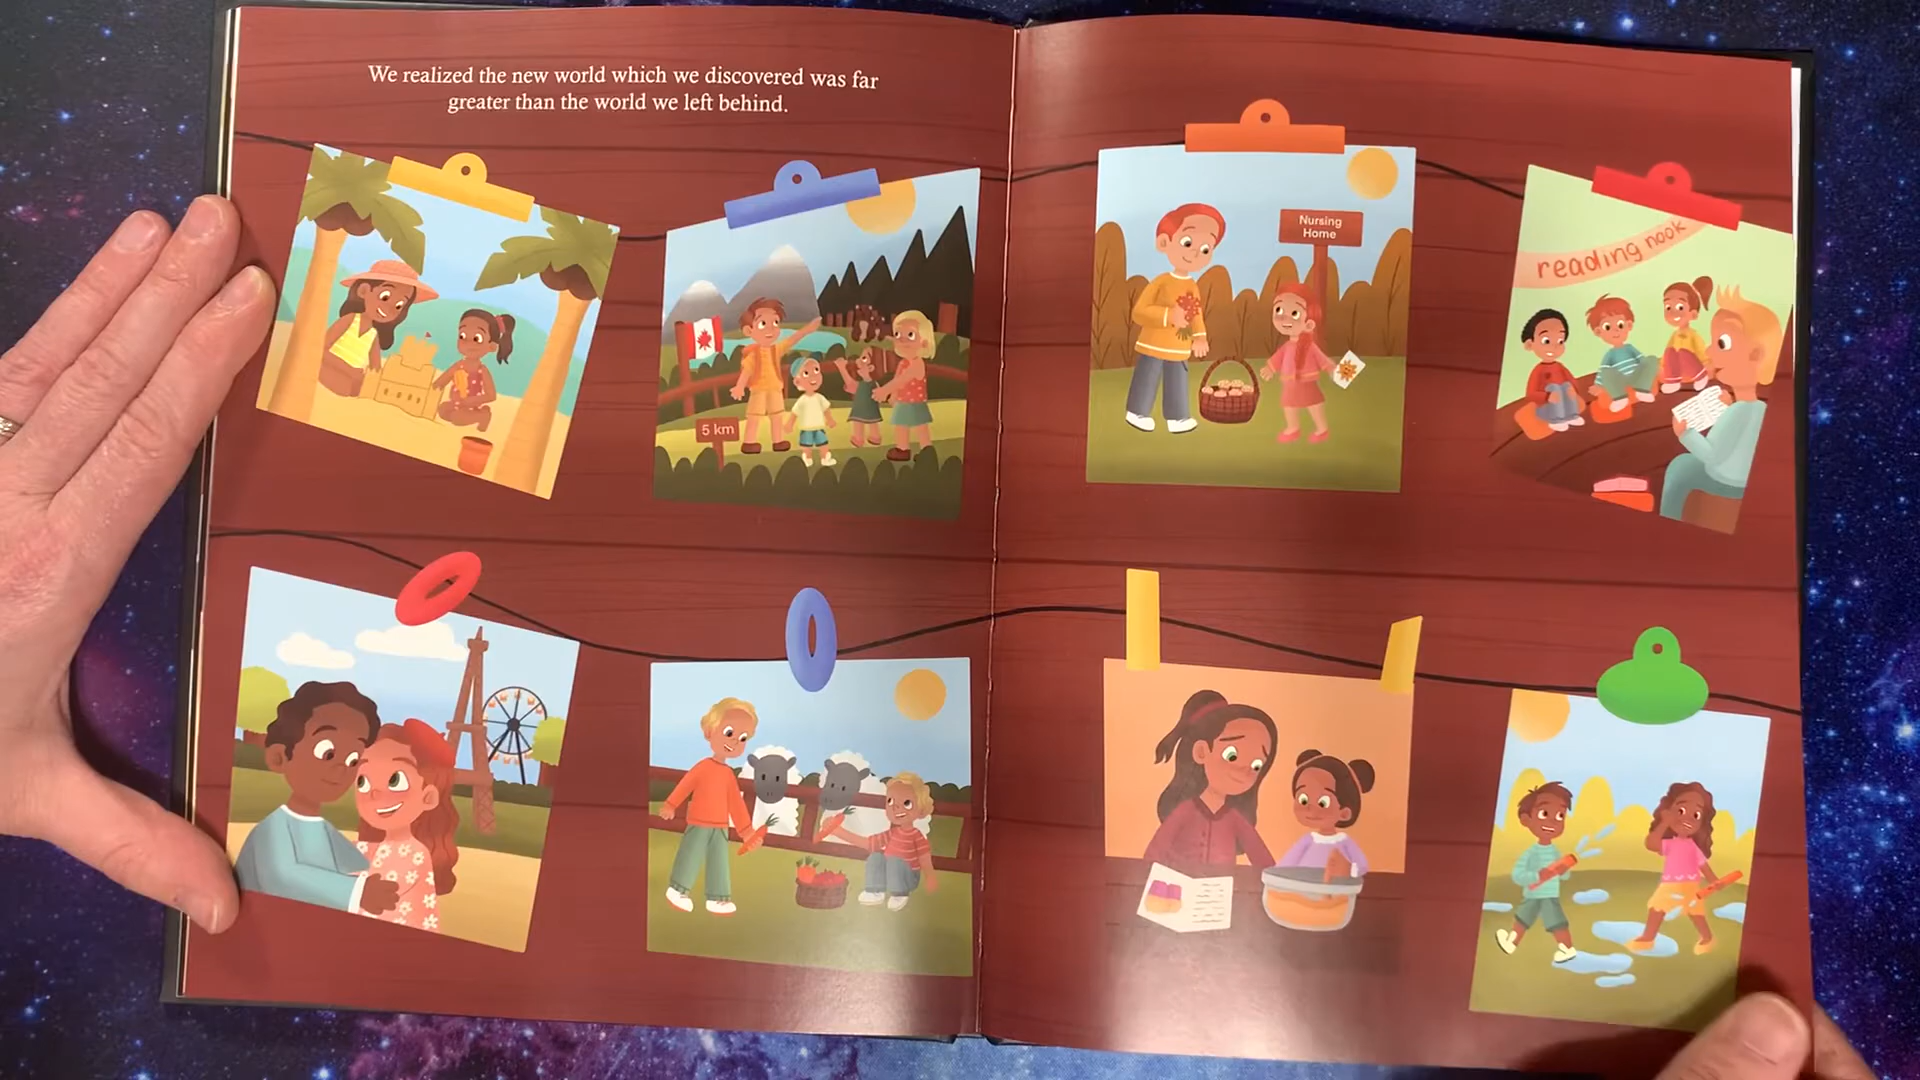 We realized the new world which we discovered was far
greater than the world we left behind.
5 km
Nursing
Home
reading nook